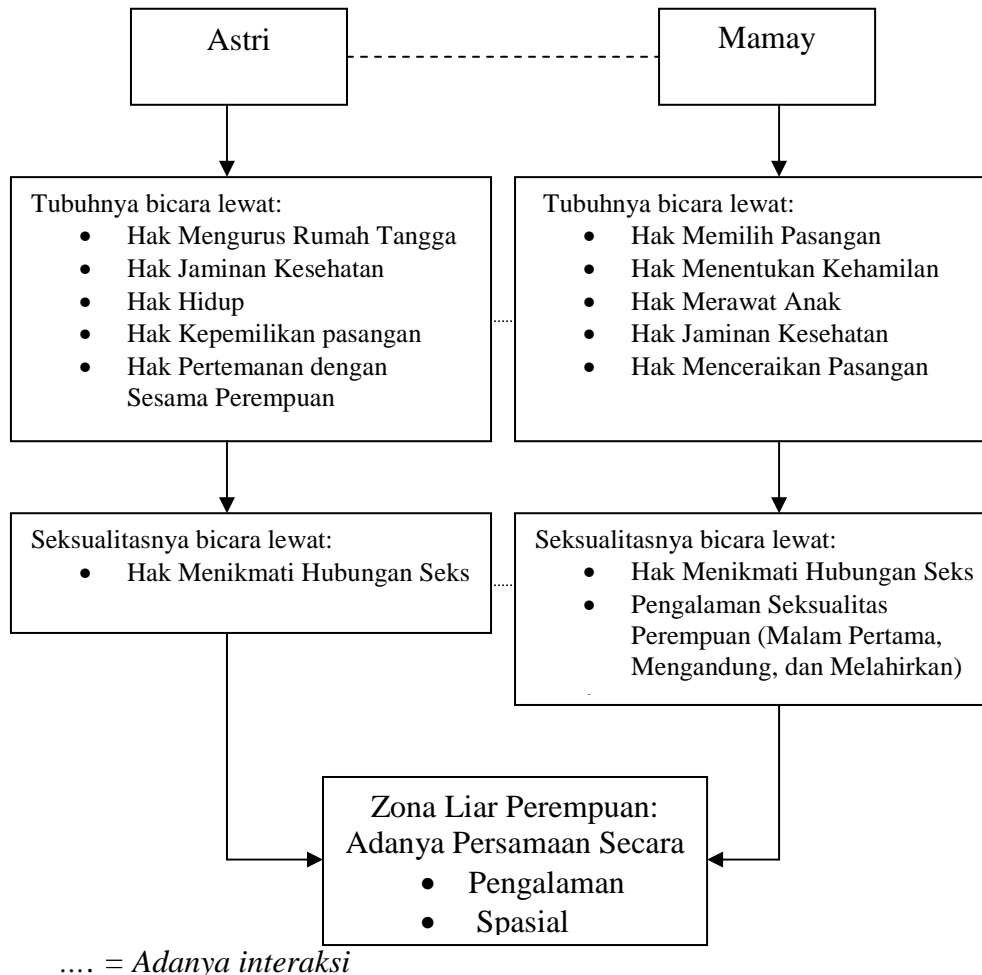 Astri
Mamay
Tubuhnya bicara lewat:
• Hak Mengurus Rumah Tangga
• Hak Jaminan Kesehatan
• Hak Hidup
• Hak Kepemilikan pasangan
• Hak Pertemanan dengan
Sesama Perempuan
Tubuhnya bicara lewat:
• Hak Memilih Pasangan
• Hak Menentukan Kehamilan
• Hak Merawat Anak
• Hak Jaminan Kesehatan
• Hak Menceraikan Pasangan
Seksualitasnya bicara lewat:
• Hak Menikmati Hubungan Seks
Seksualitasnya bicara lewat:
• Hak Menikmati Hubungan Seks
• Pengalaman Seksualitas
Perempuan (Malam Pertama,
Mengandung, dan Melahirkan)
Zona Liar Perempuan:
Adanya Persamaan Secara
• Pengalaman
• Spasial
.... = Adanya interaksi